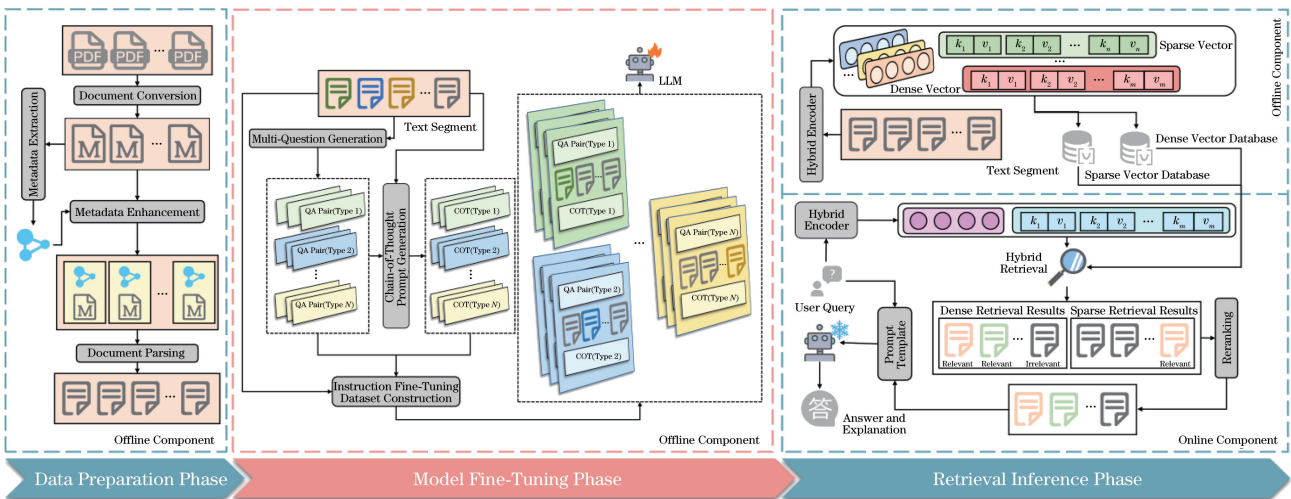 PDF PDF ... PDF
Document Conversion
Metadata Extraction
M M ... M
Metadata Enhancement
M M ... M
Document Parsing
...
Offline Component
Data Preparation Phase
...
Text Segment
Multi-Question Generation
QA Pair(Type 1)
QA Pair(Type 2)
...
QA Pair(Type N)
Chain-of-Thought
Prompt Generation
COT(Type 1)
COT(Type 2)
...
COT(Type N)
Instruction Fine-Tuning
Dataset Construction
LLM
QA Pair(Type 1)
...
COT(Type 1)
QA Pair(Type 2)
...
COT(Type 2)
...
QA Pair(Type N)
...
COT(Type N)
Offline Component
Model Fine-Tuning Phase
...
Dense Vector
k1 v1 k2 v2 ... kn vn
Sparse Vector
k1 v1 k2 v2 ... km vm
Offline Component
Hybrid Encoder
...
Text Segment
Dense Vector Database
Sparse Vector Database
Hybrid
Encoder
k1 v1 k2 v2 ... km vm
Hybrid
Retrieval
?
User Query
Prompt
Template
Dense Retrieval Results
...
Relevant Relevant Irrelevant
Sparse Retrieval Results
...
Relevant
Reranking
...
答
Answer and
Explanation
Online Component
Retrieval Inference Phase